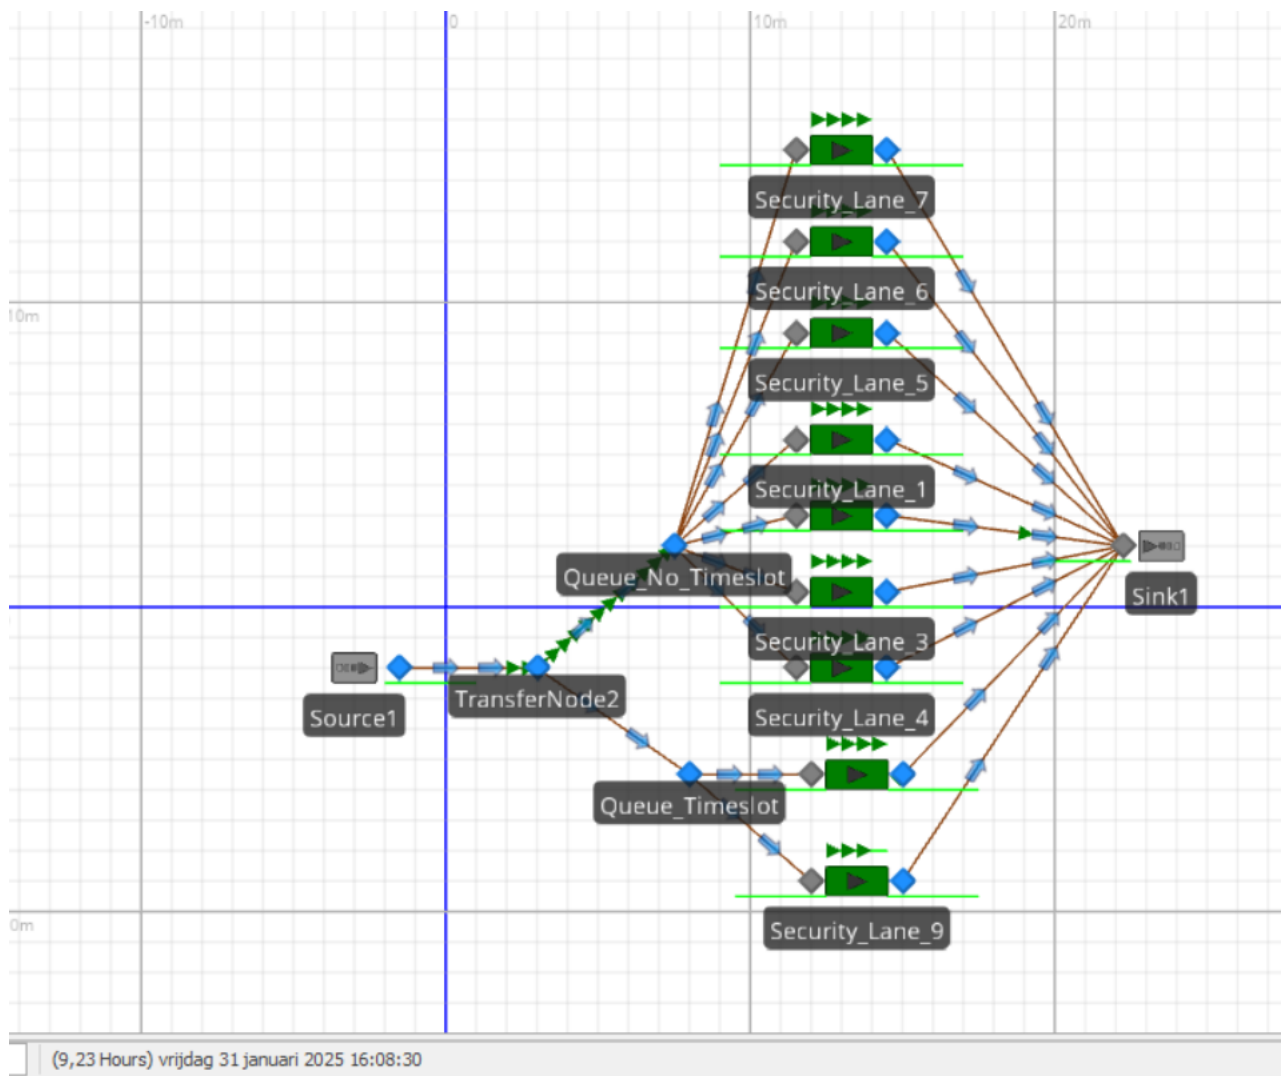 -10m
0
10m
20m
Security_Lane_7
Security_Lane_6
10m
Security_Lane_5
Security_Lane_1
Queue_No_Timeslot
Sink1
Security_Lane_3
TransferNode2
Source1
Security_Lane_4
Queue_Timeslot
Security_Lane_9
0m
(9,23 Hours) vrijdag 31 januari 2025 16:08:30